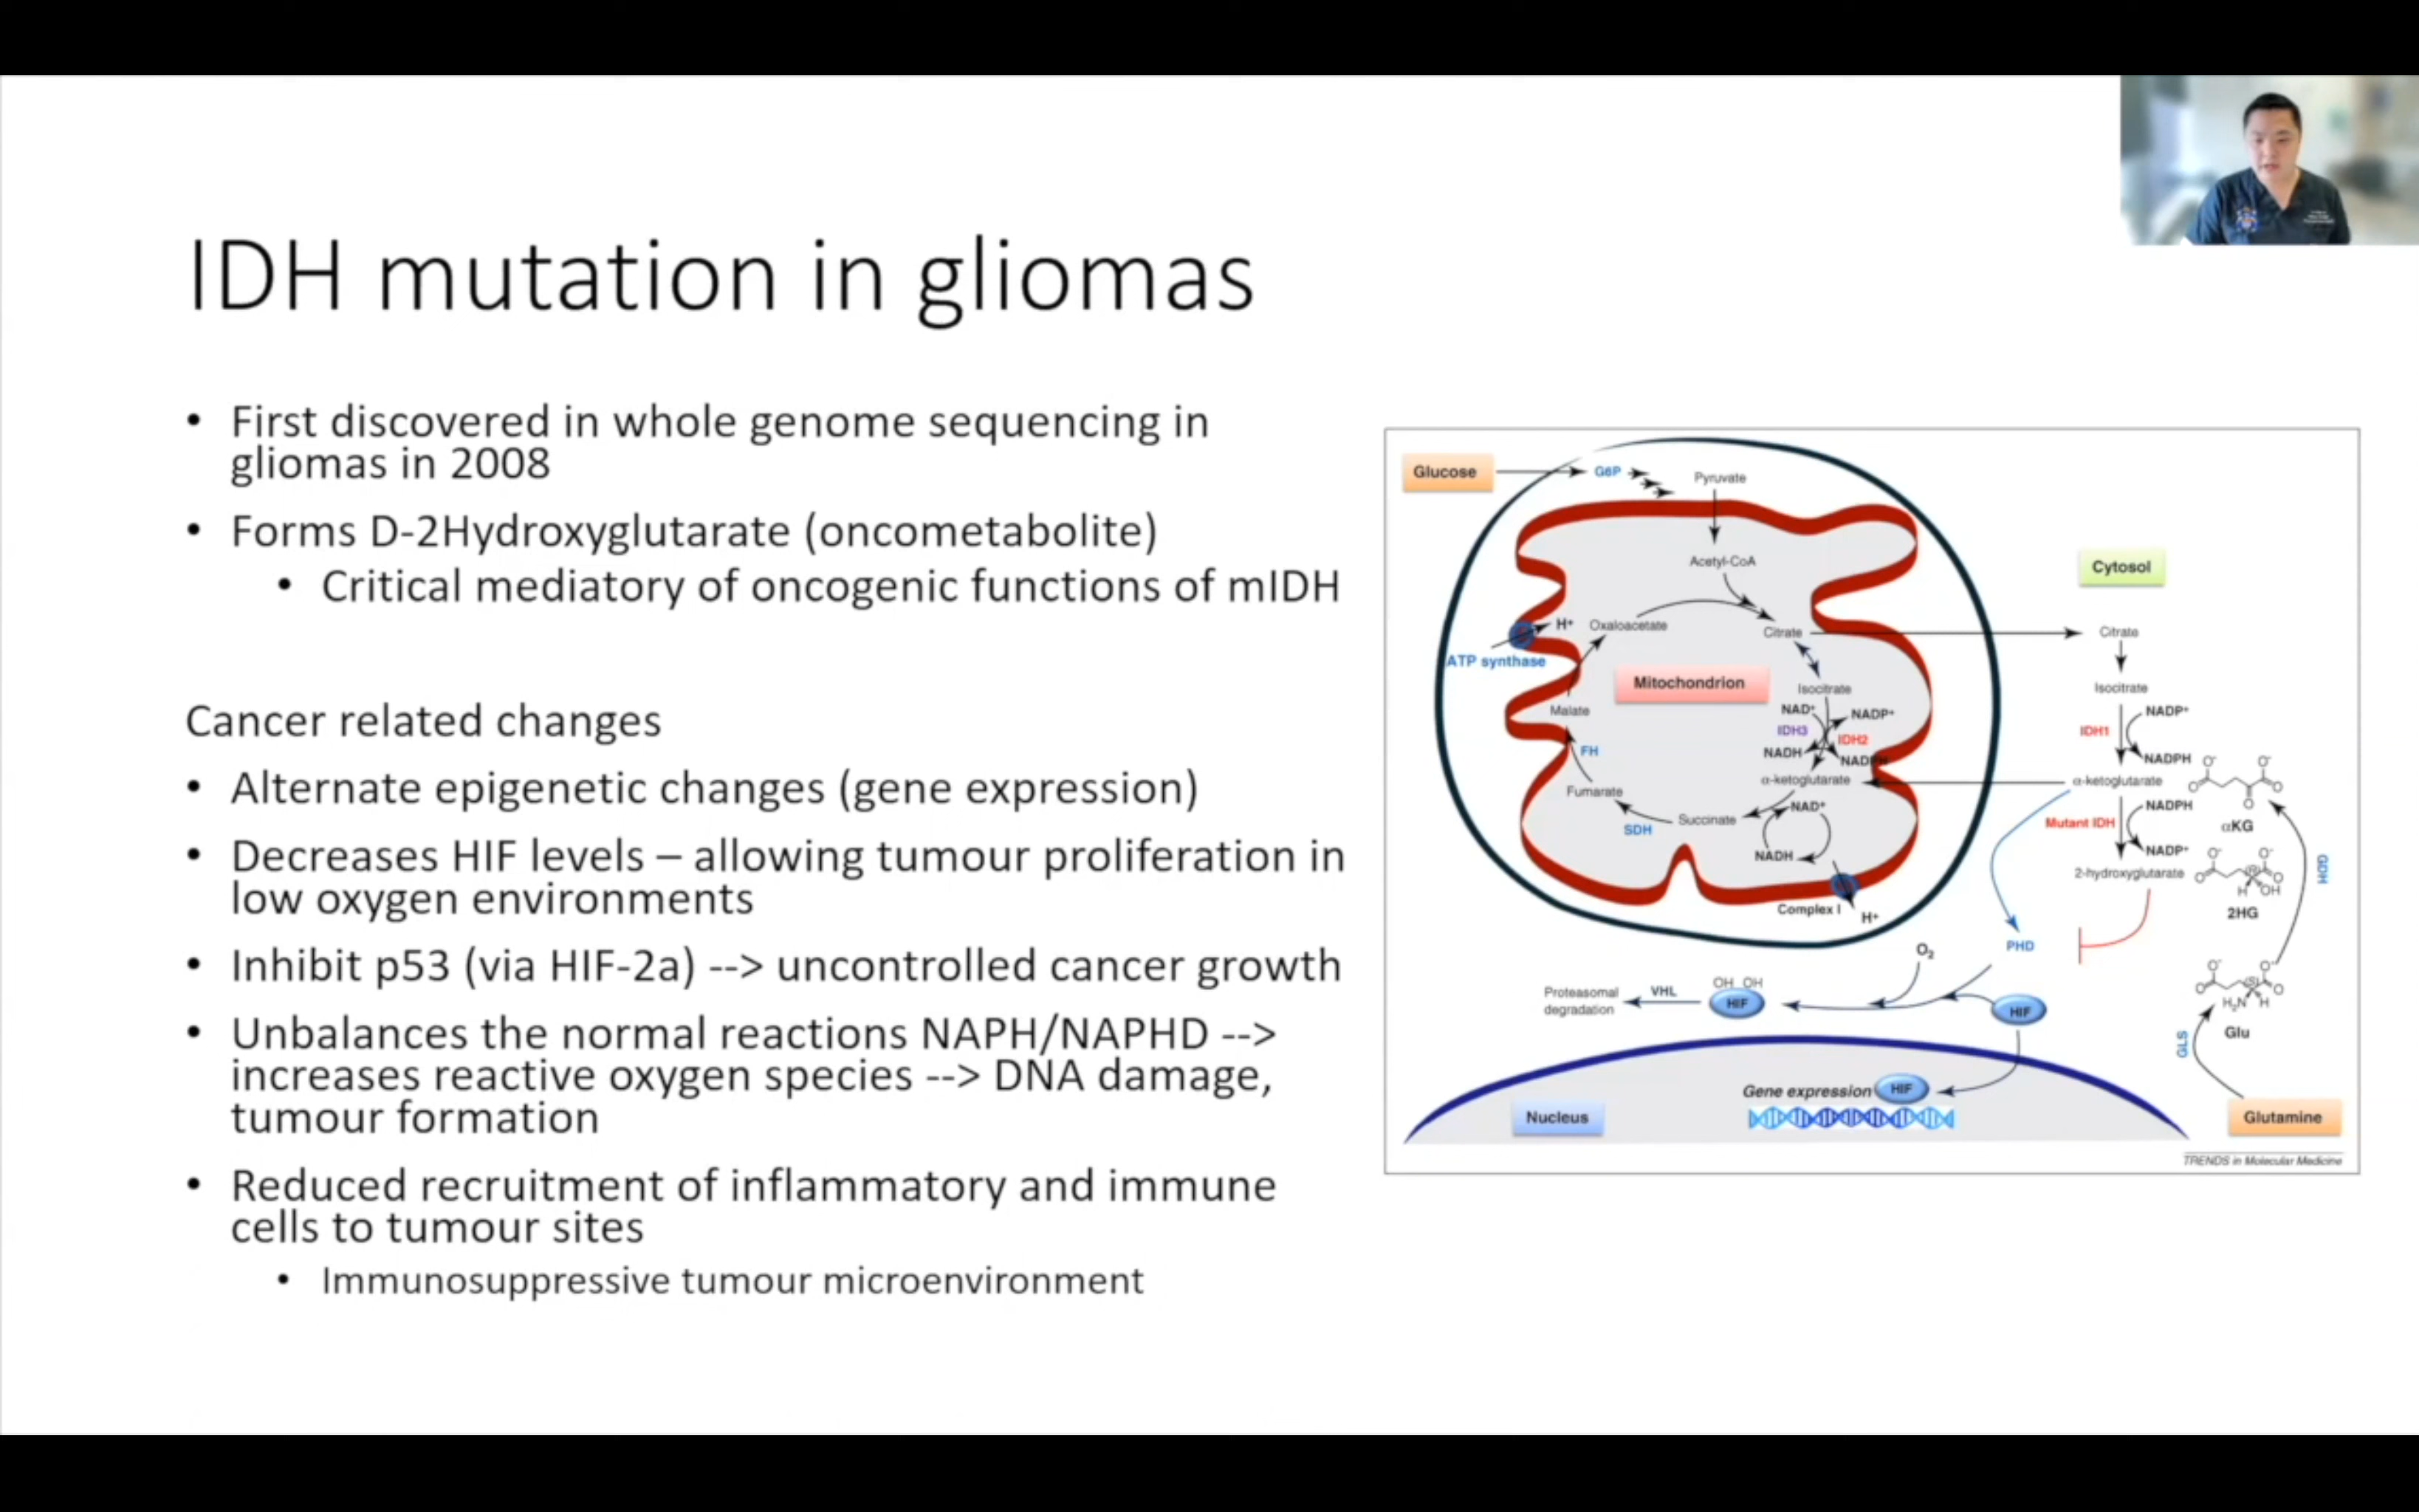 IDH mutation in gliomas
• First discovered in whole genome sequencing in
gliomas in 2008
• Forms D-2Hydroxyglutarate (oncometabolite)
• Critical mediatory of oncogenic functions of mIDH
Cancer related changes
• Alternate epigenetic changes (gene expression)
• Decreases HIF levels – allowing tumour proliferation in
low oxygen environments
• Inhibit p53 (via HIF-2a) --> uncontrolled cancer growth
• Unbalances the normal reactions NAPH/NAPHD -->
increases reactive oxygen species --> DNA damage,
tumour formation
• Reduced recruitment of inflammatory and immune
cells to tumour sites
• Immunosuppressive tumour microenvironment
Glucose
G6P
Pyruvate
Acetyl-CoA
Cytosol
H+
Oxaloacetate
Citrate
Citrate
ATP synthase
Mitochondrion
Isocitrate
Isocitrate
Malate
NAD+
NADP+
NADP+
IDH3
IDH2
IDH1
FH
NADH
NADPH
NADPH
α-ketoglutarate
α-ketoglutarate
O-
O-
O
O
O
Fumarate
NAD+
NADPH
Succinate
SDH
Mutant IDH
αKG
NADH
NADP+
O-
O-
2-hydroxyglutarate
O
(R)
O
H
OH
GDH
Complex I
H+
2HG
O2
PHD
O-
O-
Proteasomal
degradation
VHL
OH OH
HIF
HIF
O
(S)
O
H2N
H
Glu
GLS
Gene expression
HIF
Nucleus
Glutamine
TRENDS in Molecular Medicine